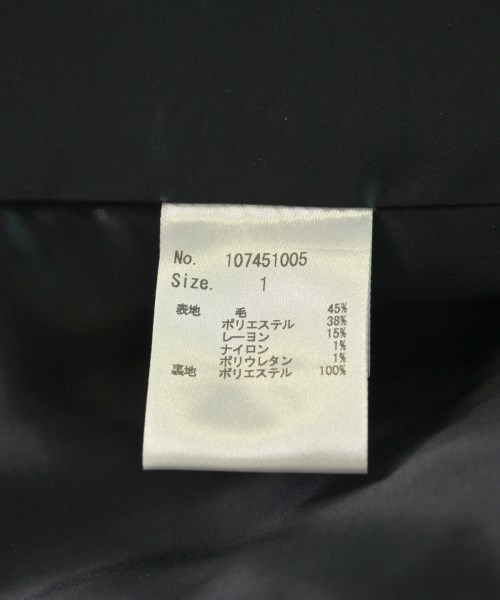 No. 107451005
Size. 1
表地 毛 45%
ポリエステル 38%
レーヨン 15%
ナイロン 1%
ポリウレタン 1%
裏地 ポリエステル 100%